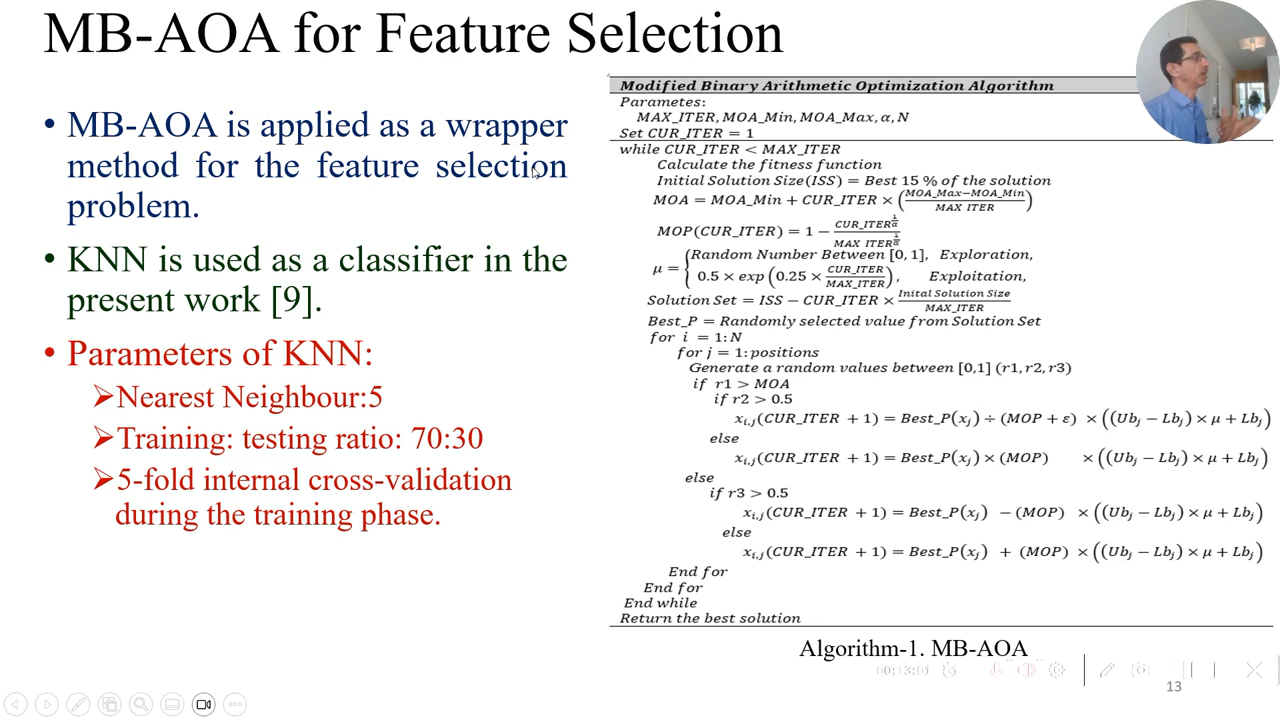 MB-AOA for Feature Selection
• MB-AOA is applied as a wrapper
method for the feature selection
problem.
• KNN is used as a classifier in the
present work [9].
• Parameters of KNN:
➢Nearest Neighbour:5
➢Training: testing ratio: 70:30
➢5-fold internal cross-validation
during the training phase.
Modified Binary Arithmetic Optimization Algorithm
Parametes:
MAX_ITER, MOA_Min, MOA_Max, α, N
Set CUR_ITER = 1
while CUR_ITER < MAX_ITER
Calculate the fitness function
Initial Solution Size(ISS) = Best 15 % of the solution
MOA = MOA_Min + CUR_ITER × ((MOA_Max−MOA_Min)/(MAX ITER))
MOP(CUR_ITER) = 1 − (CUR_ITER^(1/α))/(MAX ITER^(1/α))
μ = { Random Number Between [0,1], Exploration,
0.5 × exp (0.25 × CUR_ITER/MAX_ITER), Exploitation,
Solution Set = ISS − CUR_ITER × (Inital Solution Size)/(MAX_ITER)
Best_P = Randomly selected value from Solution Set
for i = 1: N
for j = 1: positions
Generate a random values between [0,1] (r1, r2, r3)
if r1 > MOA
if r2 > 0.5
x_{i,j}(CUR_ITER + 1) = Best_P(x_j) ÷ (MOP + ε) × ((Ub_j − Lb_j) × μ + Lb_j)
else
x_{i,j}(CUR_ITER + 1) = Best_P(x_j) × (MOP) × ((Ub_j − Lb_j) × μ + Lb_j)
else
if r3 > 0.5
x_{i,j}(CUR_ITER + 1) = Best_P(x_j) − (MOP) × ((Ub_j − Lb_j) × μ + Lb_j)
else
x_{i,j}(CUR_ITER + 1) = Best_P(x_j) + (MOP) × ((Ub_j − Lb_j) × μ + Lb_j)
End for
End for
End while
Return the best solution
Algorithm-1. MB-AOA
13